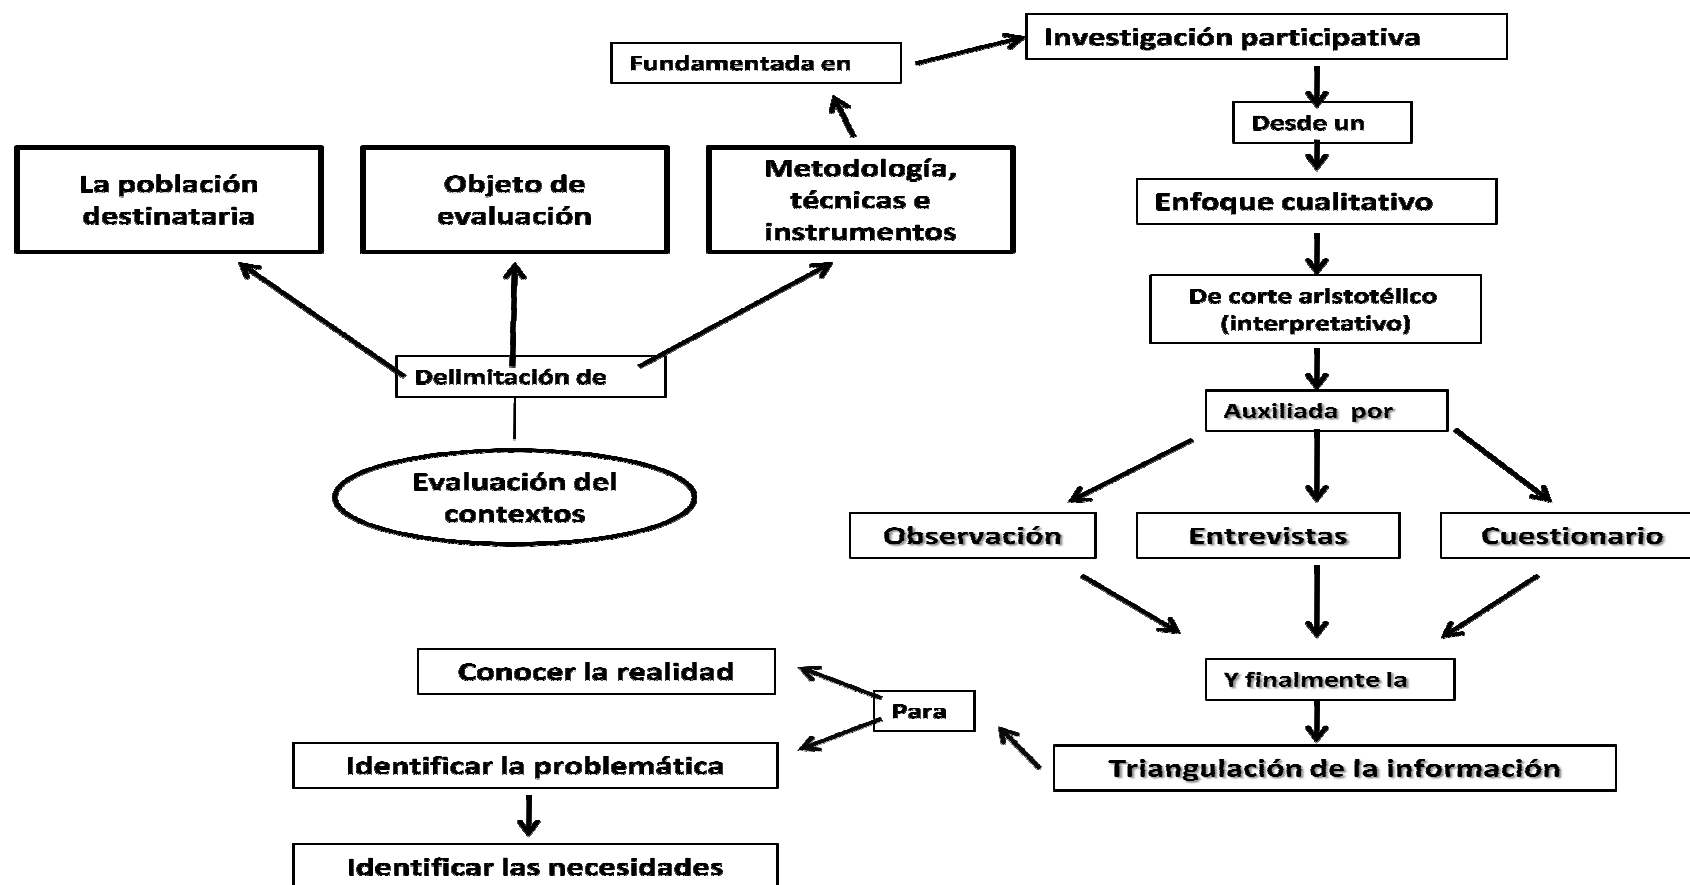 Investigación participativa
Fundamentada en
Desde un
La población
destinataria
Objeto de
evaluación
Metodología,
técnicas e
instrumentos
Enfoque cualitativo
De corte aristotélico
(interpretativo)
Delimitación de
Auxiliada por
Evaluación del
contextos
Observación
Entrevistas
Cuestionario
Conocer la realidad
Y finalmente la
Para
Identificar la problemática
Triangulación de la información
Identificar las necesidades